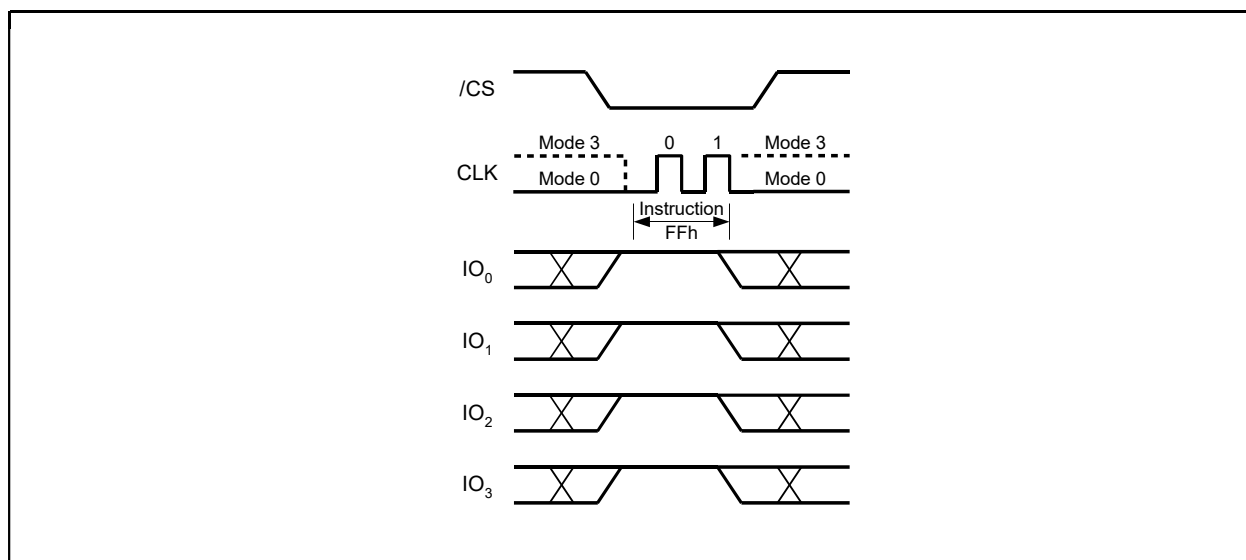 /CS
Mode 3 0 1 Mode 3
CLK
Mode 0 Mode 0
Instruction
FFh
IO0
IO1
IO2
IO3